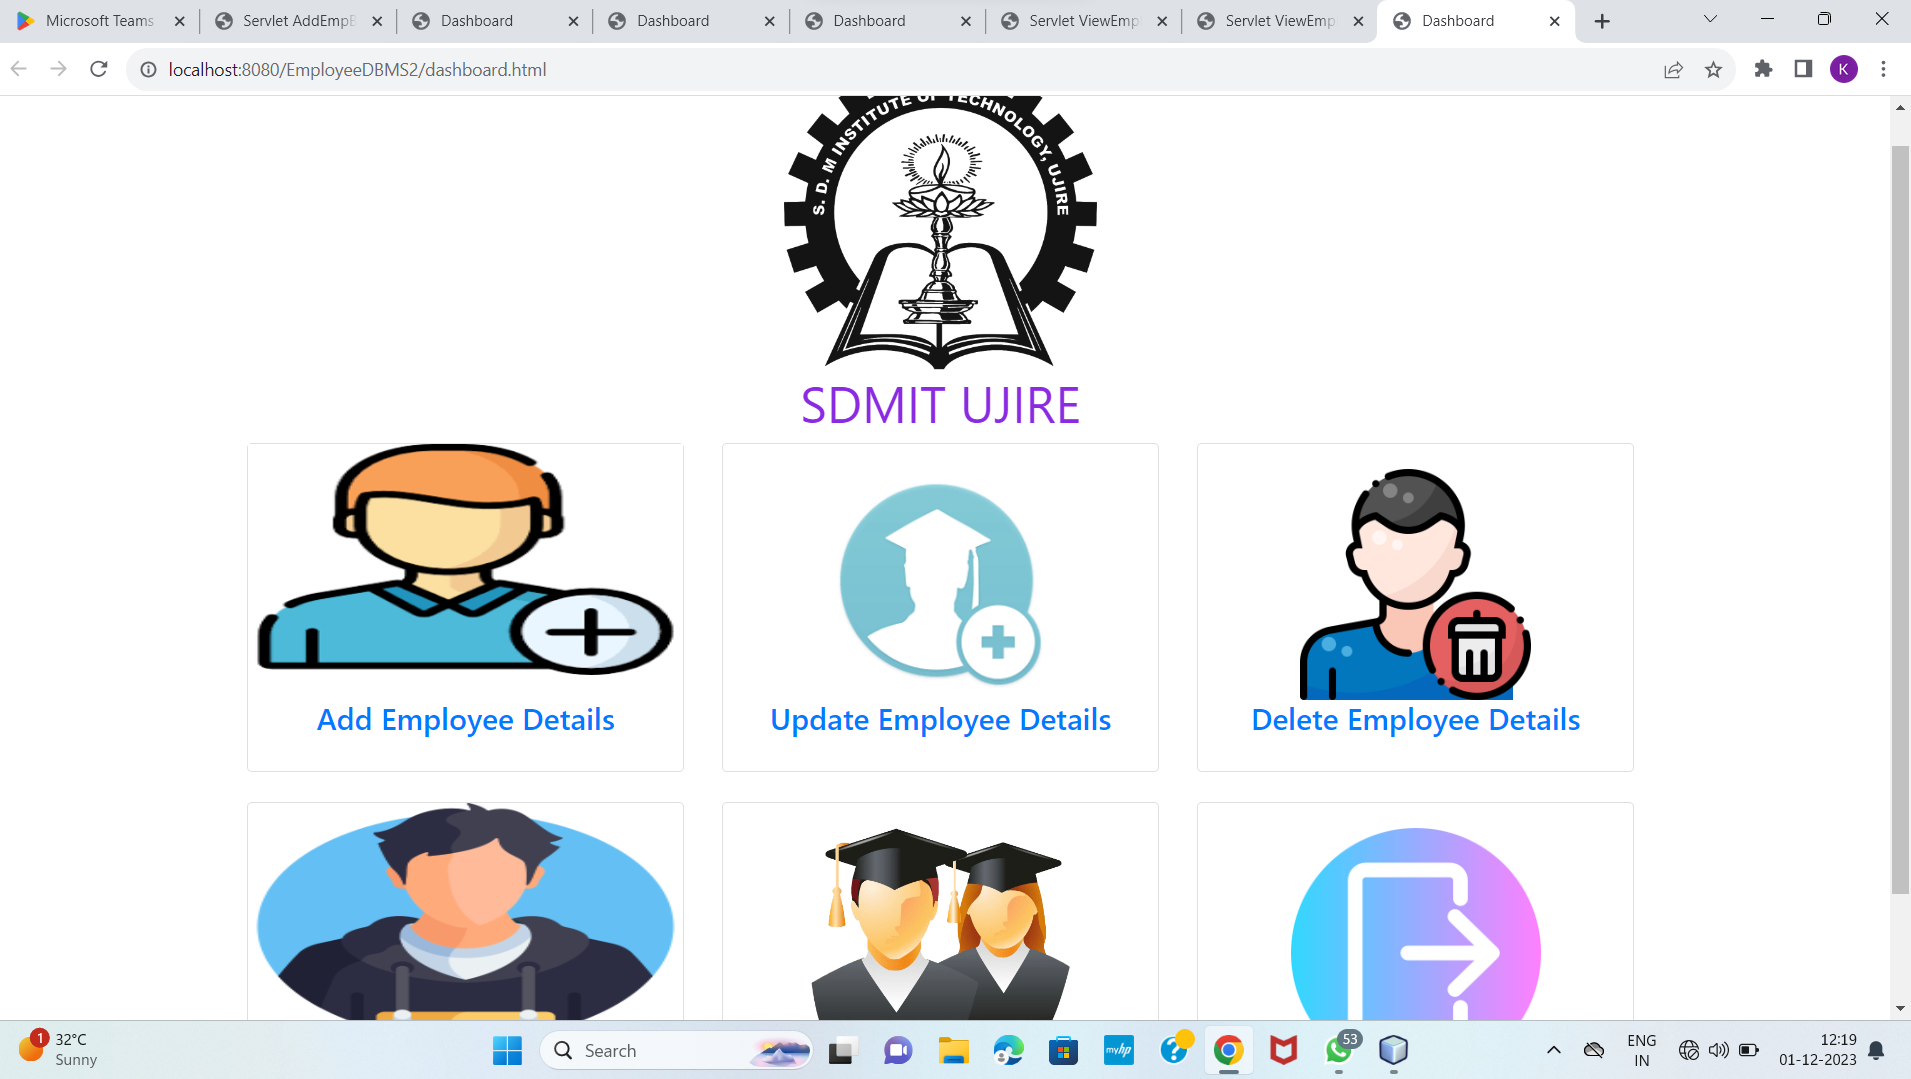 Microsoft Teams
Servlet AddEmpB
Dashboard
Dashboard
Dashboard
Servlet ViewEmp
Servlet ViewEmp
Dashboard
localhost:8080/EmployeeDBMS2/dashboard.html
K
S. D. M INSTITUTE OF TECHNOLOGY, UJIRE
SDMIT UJIRE
Add Employee Details
Update Employee Details
Delete Employee Details
1
32°C
Sunny
Search
myhp
?
53
ENG
IN
12:19
01-12-2023